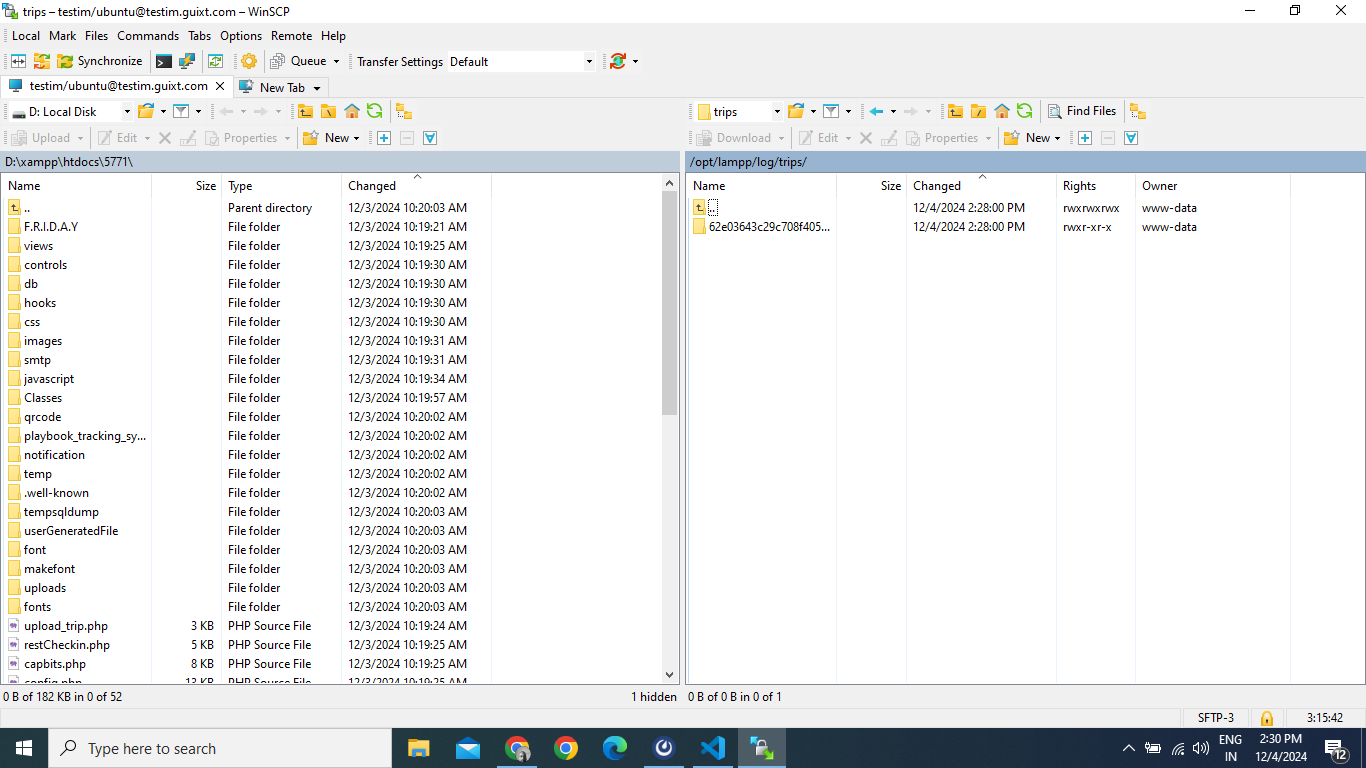 trips – testim/ubuntu@testim.guixt.com – WinSCP
Local Mark Files Commands Tabs Options Remote Help
Synchronize Queue Transfer Settings Default
testim/ubuntu@testim.guixt.com New Tab
D: Local Disk
Upload Edit Properties New
D:\xampp\htdocs\5771\
Name Size Type Changed
.. Parent directory 12/3/2024 10:20:03 AM
F.R.I.D.A.Y File folder 12/3/2024 10:19:21 AM
views File folder 12/3/2024 10:19:25 AM
controls File folder 12/3/2024 10:19:30 AM
db File folder 12/3/2024 10:19:30 AM
hooks File folder 12/3/2024 10:19:30 AM
css File folder 12/3/2024 10:19:30 AM
images File folder 12/3/2024 10:19:31 AM
smtp File folder 12/3/2024 10:19:31 AM
javascript File folder 12/3/2024 10:19:34 AM
Classes File folder 12/3/2024 10:19:57 AM
qrcode File folder 12/3/2024 10:20:02 AM
playbook_tracking_sy... File folder 12/3/2024 10:20:02 AM
notification File folder 12/3/2024 10:20:02 AM
temp File folder 12/3/2024 10:20:02 AM
.well-known File folder 12/3/2024 10:20:02 AM
tempsqldump File folder 12/3/2024 10:20:03 AM
userGeneratedFile File folder 12/3/2024 10:20:03 AM
font File folder 12/3/2024 10:20:03 AM
makefont File folder 12/3/2024 10:20:03 AM
uploads File folder 12/3/2024 10:20:03 AM
fonts File folder 12/3/2024 10:20:03 AM
upload_trip.php 3 KB PHP Source File 12/3/2024 10:19:24 AM
restCheckin.php 5 KB PHP Source File 12/3/2024 10:19:25 AM
capbits.php 8 KB PHP Source File 12/3/2024 10:19:25 AM
config.php 13 KB PHP Source File 12/3/2024 10:19:25 AM
0 B of 182 KB in 0 of 52 1 hidden
trips Find Files
Download Edit Properties New
/opt/lampp/log/trips/
Name Size Changed Rights Owner
.. 12/4/2024 2:28:00 PM rwxrwxrwx www-data
62e03643c29c708f405... 12/4/2024 2:28:00 PM rwxr-xr-x www-data
0 B of 0 B in 0 of 1
SFTP-3 3:15:42
Type here to search
ENG
IN
2:30 PM
12/4/2024
12